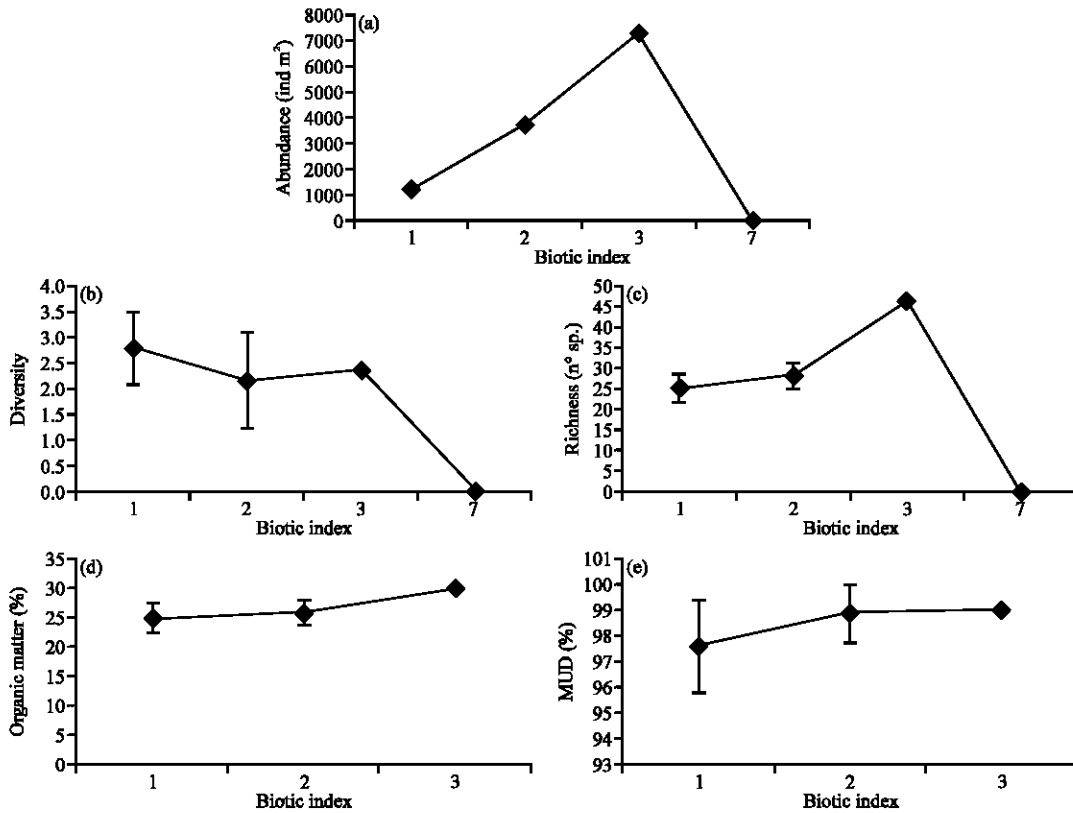 (a)
Abundance (ind m²)
8000
7000
6000
5000
4000
3000
2000
1000
0
1 2 3 7
Biotic index
(b)
Diversity
4.0
3.5
3.0
2.5
2.0
1.5
1.0
0.5
0.0
1 2 3 7
Biotic index
(c)
Richness (n° sp.)
50
45
40
35
30
25
20
15
10
5
0
1 2 3 7
Biotic index
(d)
Organic matter (%)
35
30
25
20
15
10
5
0
1 2 3
Biotic index
(e)
MUD (%)
101
100
99
98
97
96
95
94
93
1 2 3
Biotic index